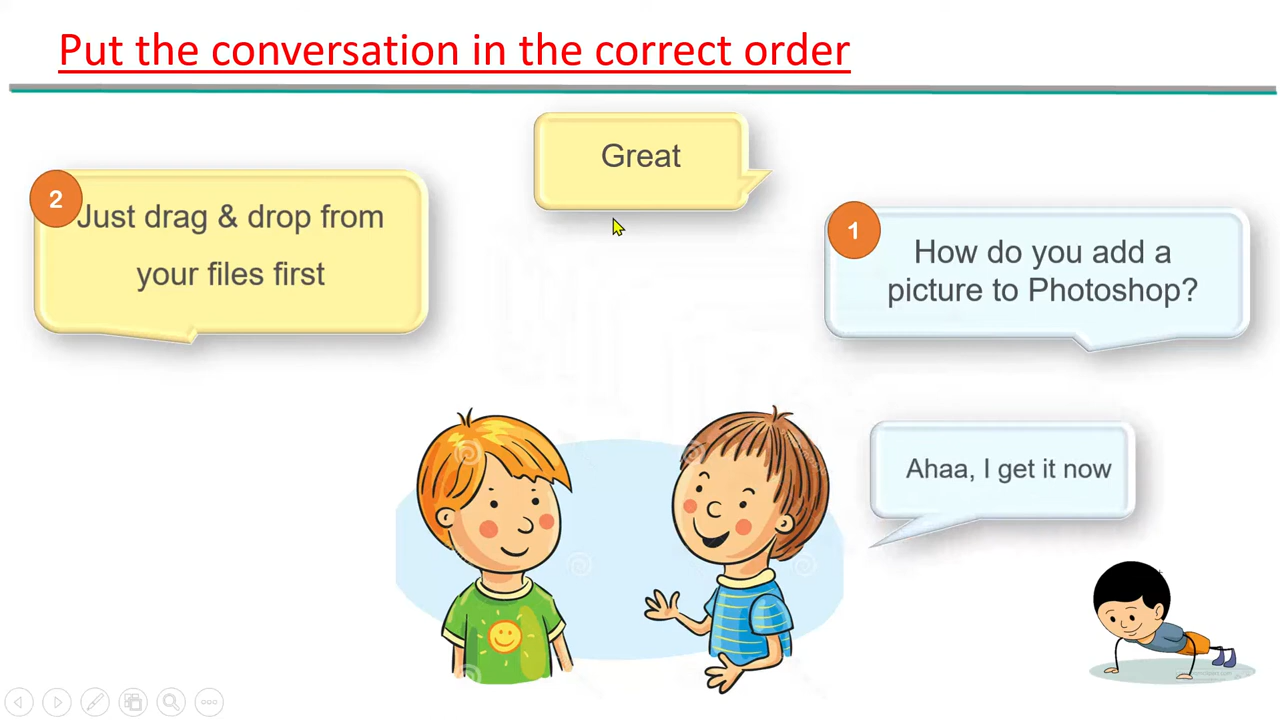 Put the conversation in the correct order
Great
2
Just drag & drop from
your files first
1
How do you add a
picture to Photoshop?
Ahaa, I get it now